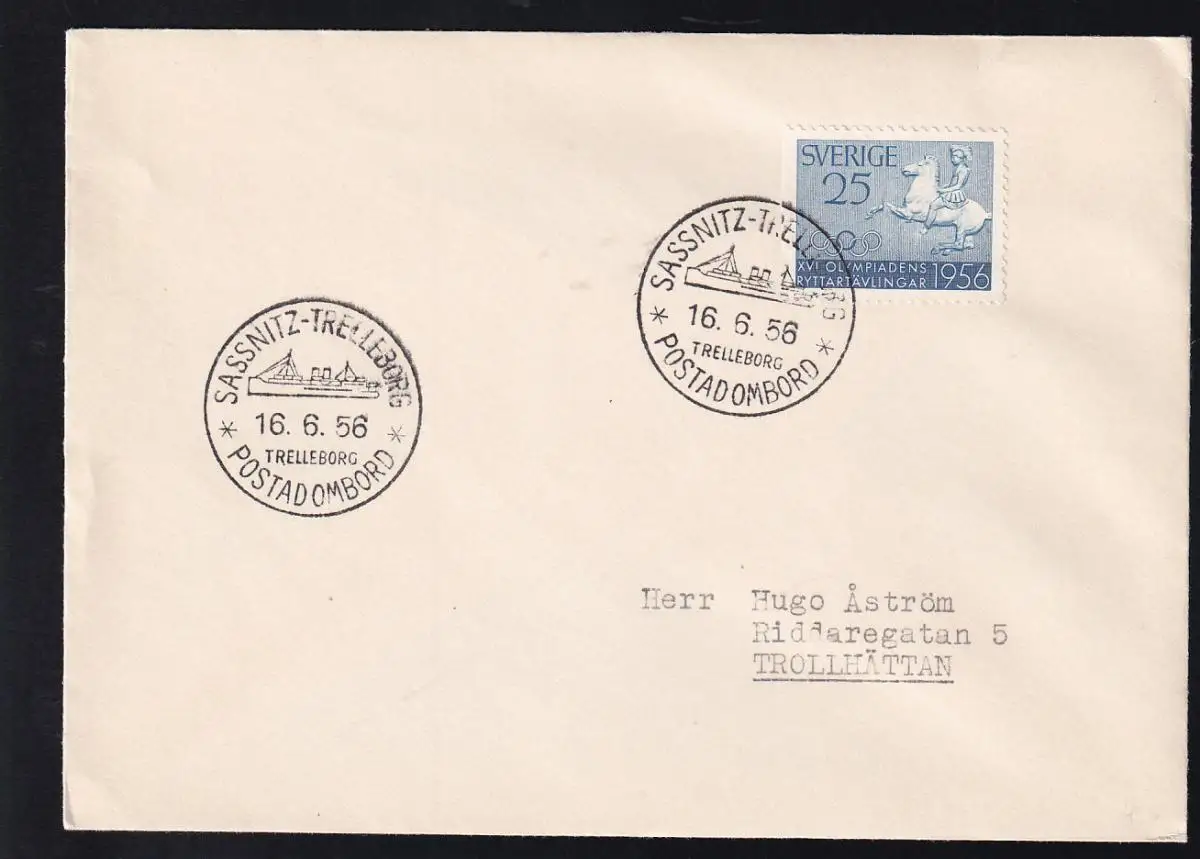 SVERIGE
25
XVI OLYMPIADENS
RYTTARTÄVLINGAR 1956
SASSNITZ-TRELLEBORG
16. 6. 56
TRELLEBORG
* POSTADOMBORD *
SASSNITZ-TRELLEBORG
16. 6. 56
TRELLEBORG
* POSTADOMBORD *
Herr Hugo Åström
Riddaregatan 5
TROLLHÄTTAN